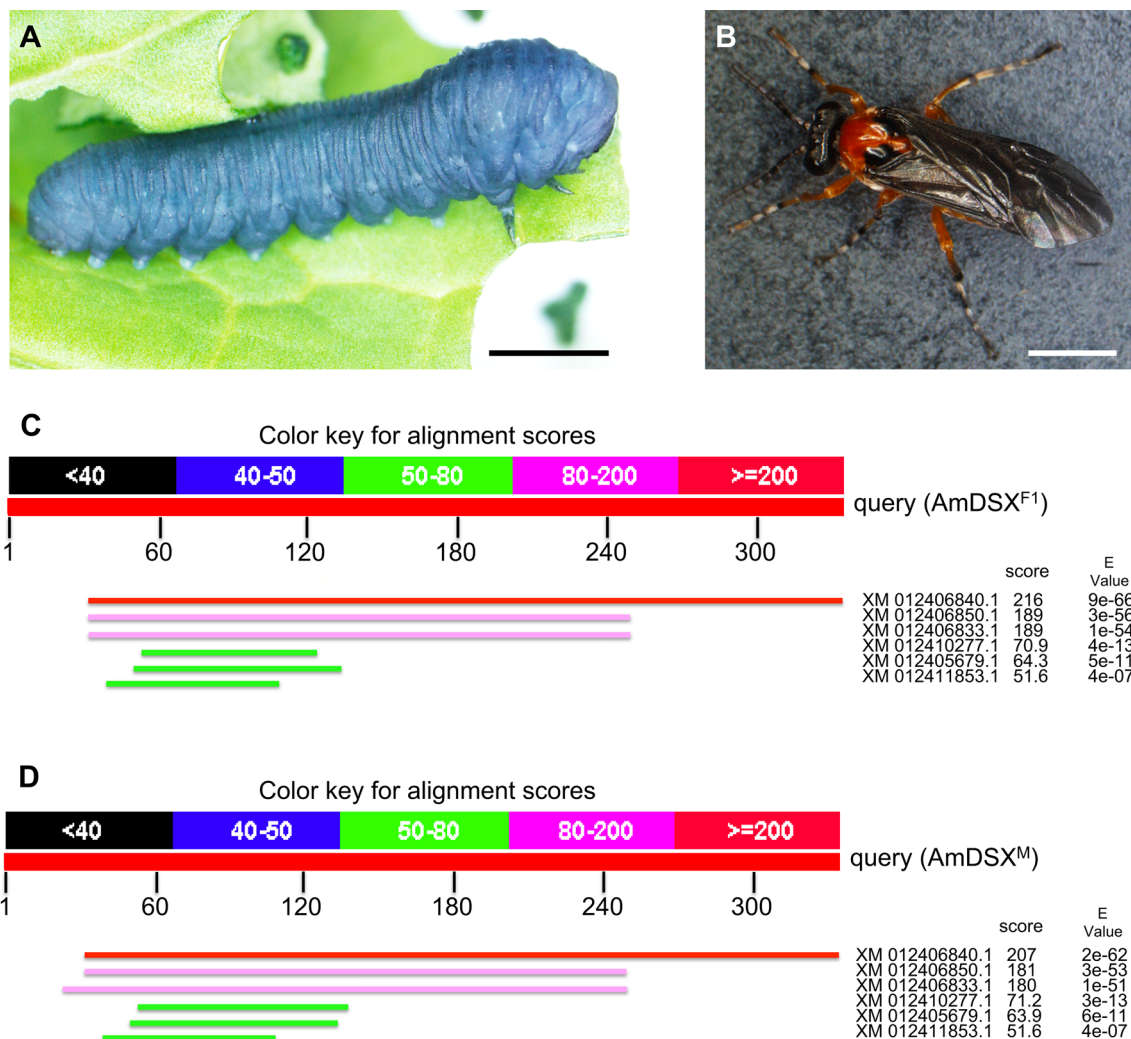 A
B
C
Color key for alignment scores
<40 40-50 50-80 80-200 >=200
query (AmDSXF1)
1 60 120 180 240 300
score E Value
XM 012406840.1 216 9e-66
XM 012406850.1 189 3e-56
XM 012406833.1 189 1e-54
XM 012410277.1 70.9 4e-13
XM 012405679.1 64.3 5e-11
XM 012411853.1 51.6 4e-07
D
Color key for alignment scores
<40 40-50 50-80 80-200 >=200
query (AmDSXM)
1 60 120 180 240 300
score E Value
XM 012406840.1 207 2e-62
XM 012406850.1 181 3e-53
XM 012406833.1 180 1e-51
XM 012410277.1 71.2 3e-13
XM 012405679.1 63.9 6e-11
XM 012411853.1 51.6 4e-07